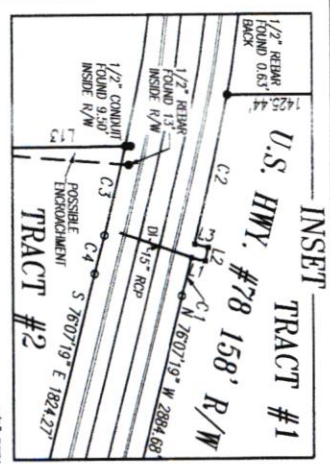 INSET
TRACT #1
U.S. HWY. #78 158' R/W
1425.44'
1/2" REBAR
FOUND 0.63'
BACK
C2
L3
L2
C1
N 76°07'19" W 2884.68'
1/2" REBAR
FOUND 13'
INSIDE R/W
1/2" CONDUIT
FOUND 9.50'
INSIDE R/W
DI
15" RCP
L13
C3
C4
S 76°07'19" E 1824.27'
POSSIBLE
ENCROACHMENT
TRACT #2